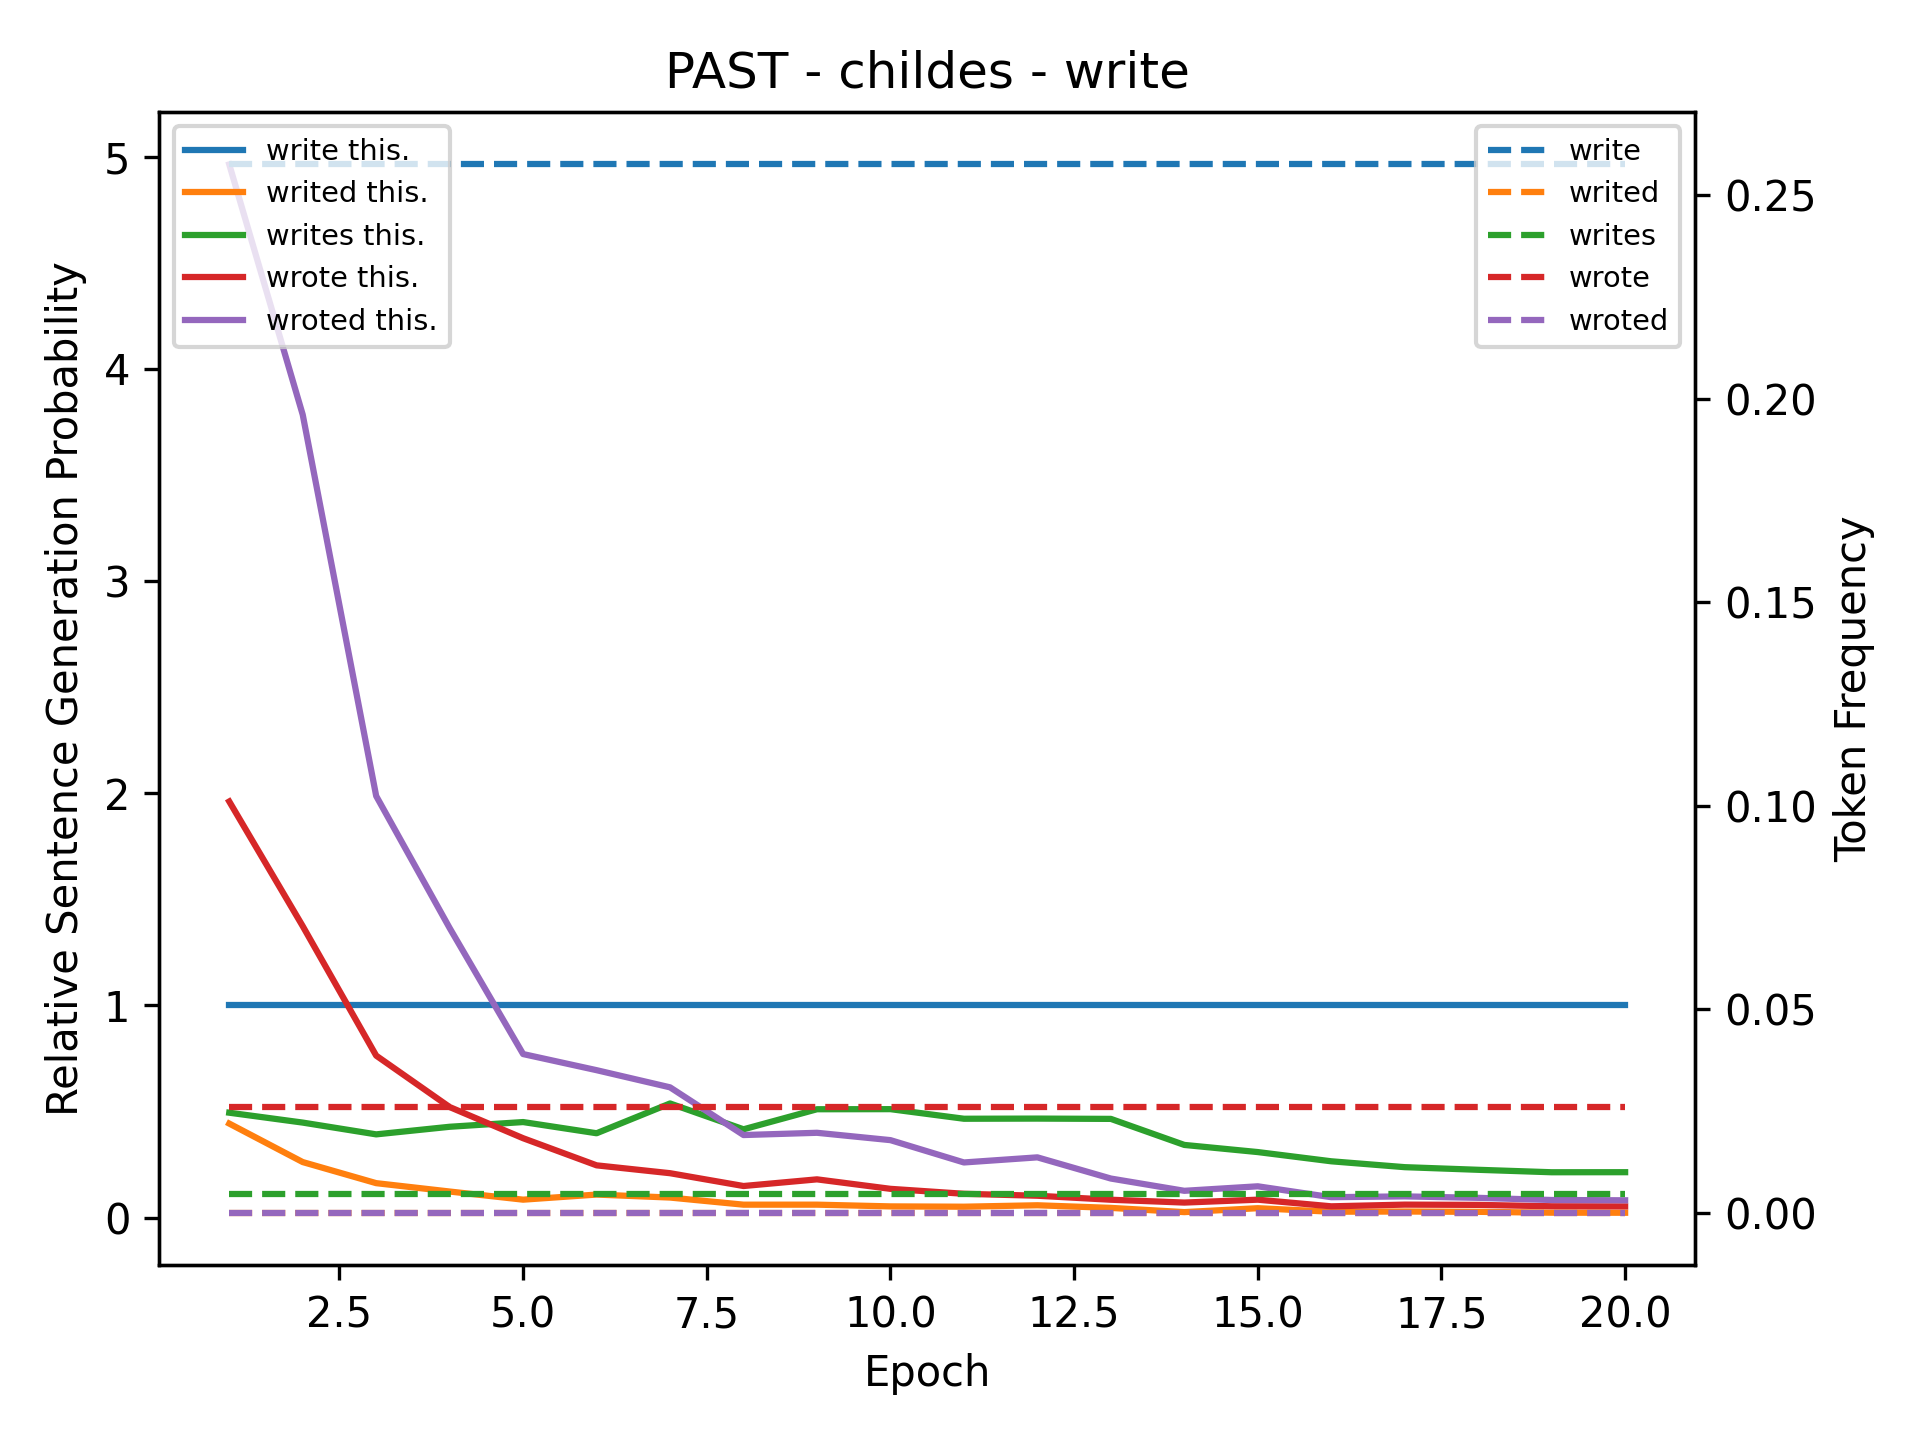 PAST - childes - write
write this.
writed this.
writes this.
wrote this.
wroted this.
write
writed
writes
wrote
wroted
Relative Sentence Generation Probability
5
4
3
2
1
0
Token Frequency
0.25
0.20
0.15
0.10
0.05
0.00
2.5 5.0 7.5 10.0 12.5 15.0 17.5 20.0
Epoch